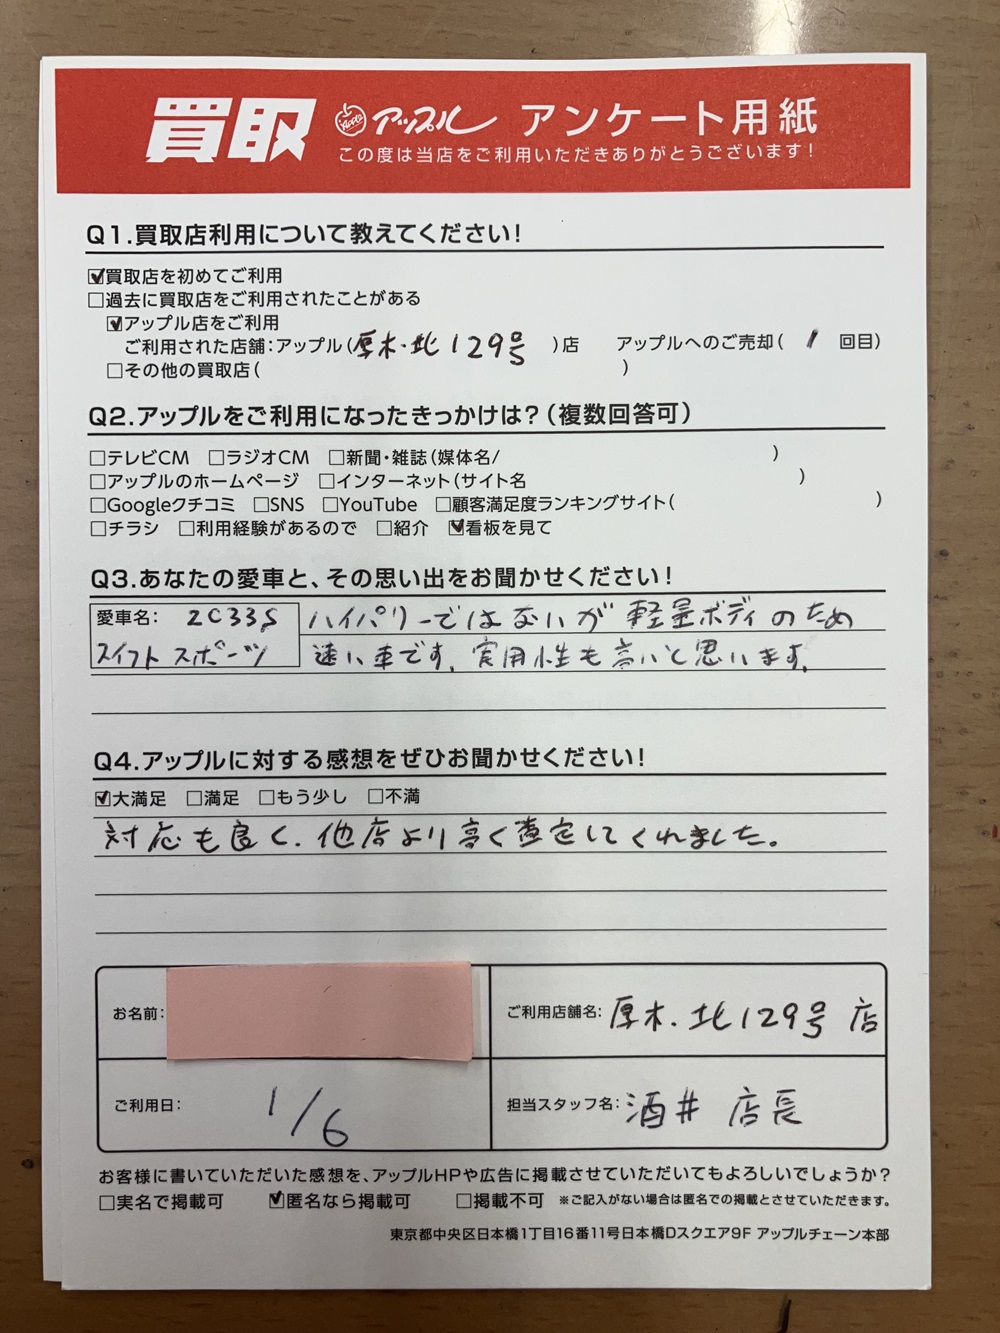 買取 Apple アップル アンケート用紙
この度は当店をご利用いただきありがとうございます!
Q1.買取店利用について教えてください!
☑買取店を初めてご利用
□過去に買取店をご利用されたことがある
☑アップル店をご利用
ご利用された店舗:アップル(厚木・北129号 )店 アップルへのご売却( 1 回目)
□その他の買取店( )
Q2.アップルをご利用になったきっかけは?(複数回答可)
□テレビCM □ラジオCM □新聞・雑誌(媒体名/ )
□アップルのホームページ □インターネット(サイト名 )
□Googleクチコミ □SNS □YouTube □顧客満足度ランキングサイト( )
□チラシ □利用経験があるので □紹介 ☑看板を見て
Q3.あなたの愛車と、その思い出をお聞かせください!
愛車名: ZC33S ハイパワーではないが軽量ボディのため
スイフトスポーツ 速い車です。実用性も高いと思います。
Q4.アップルに対する感想をぜひお聞かせください!
☑大満足 □満足 □もう少し □不満
対応も良く、他店より高く査定してくれました。
お名前: ご利用店舗名: 厚木・北129号 店
ご利用日: 1/6 担当スタッフ名: 酒井 店長
お客様に書いていただいた感想を、アップルHPや広告に掲載させていただいてもよろしいでしょうか?
□実名で掲載可 ☑匿名なら掲載可 □掲載不可 ※ご記入がない場合は匿名での掲載とさせていただきます。
東京都中央区日本橋1丁目16番11号日本橋Dスクエア9F アップルチェーン本部